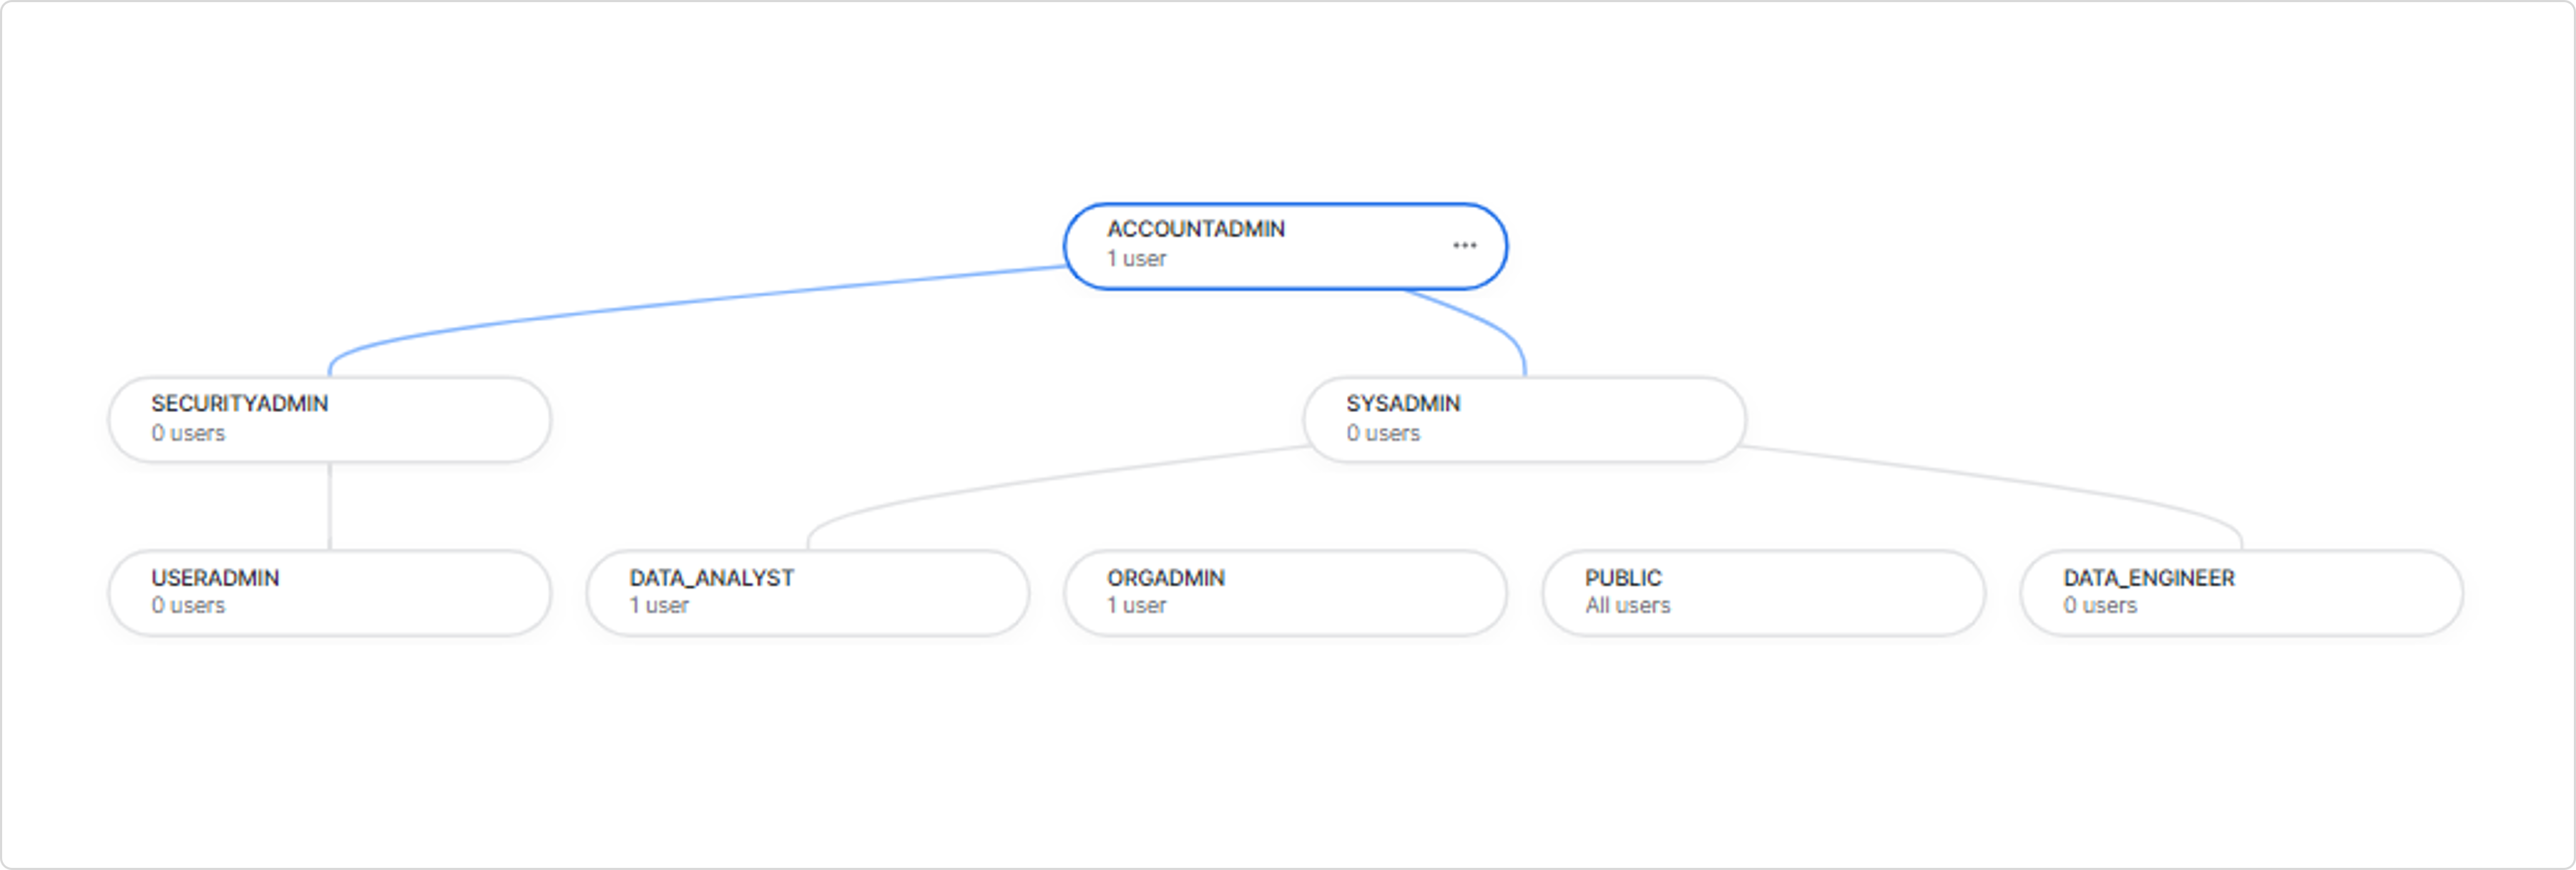 ACCOUNTADMIN
1 user
SECURITYADMIN
0 users
SYSADMIN
0 users
USERADMIN
0 users
DATA_ANALYST
1 user
ORGADMIN
1 user
PUBLIC
All users
DATA_ENGINEER
0 users